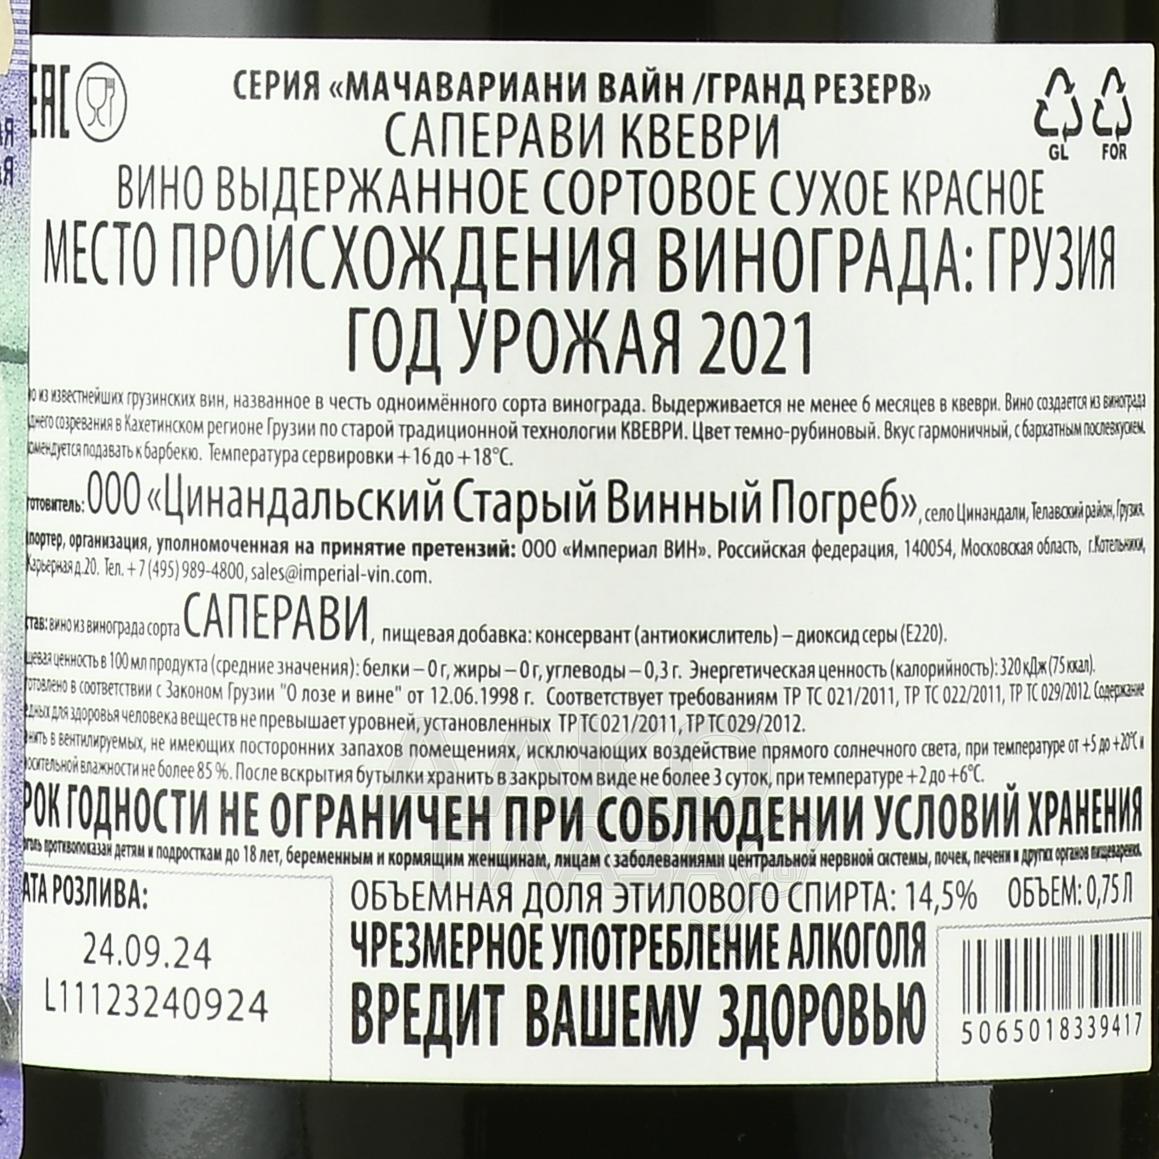 СЕРИЯ «МАЧАВАРИАНИ ВАЙН /ГРАНД РЕЗЕРВ»
GL FOR
САПЕРАВИ КВЕВРИ
ВИНО ВЫДЕРЖАННОЕ СОРТОВОЕ СУХОЕ КРАСНОЕ
МЕСТО ПРОИСХОЖДЕНИЯ ВИНОГРАДА: ГРУЗИЯ
ГОД УРОЖАЯ 2021
из известнейших грузинских вин, названное в честь одноимённого сорта винограда. Выдерживается не менее 6 месяцев в квеври. Вино создается из винограда
созревания в Кахетинском регионе Грузии по старой традиционной технологии КВЕВРИ. Цвет темно-рубиновый. Вкус гармоничный, с бархатным послевкусием.
подавать к барбекю. Температура сервировки +16 до +18°С.
готовитель: ООО «Цинандальский Старый Винный Погреб», село Цинандали, Телавский район, Грузия.
портер, организация, уполномоченная на принятие претензий: ООО «Империал ВИН». Российская федерация, 140054, Московская область, г.Котельники,
Карьерная д.20. Тел. +7 (495) 989-4800, sales@imperial-vin.com.
став: вино из винограда сорта САПЕРАВИ, пищевая добавка: консервант (антиокислитель) – диоксид серы (Е220).
щевая ценность в 100 мл продукта (средние значения): белки – 0 г, жиры – 0 г, углеводы – 0,3 г. Энергетическая ценность (калорийность): 320 кДж (75 ккал).
готовлено в соответствии с Законом Грузии "О лозе и вине" от 12.06.1998 г. Соответствует требованиям ТР ТС 021/2011, ТР ТС 022/2011, ТР ТС 029/2012. Содержание
едных для здоровья человека веществ не превышает уровней, установленных ТР ТС 021/2011, ТР ТС 029/2012.
нить в вентилируемых, не имеющих посторонних запахов помещениях, исключающих воздействие прямого солнечного света, при температуре от +5 до +20°С и
осительной влажности не более 85 %. После вскрытия бутылки хранить в закрытом виде не более 3 суток, при температуре +2 до +6°С.
РОК ГОДНОСТИ НЕ ОГРАНИЧЕН ПРИ СОБЛЮДЕНИИ УСЛОВИЙ ХРАНЕНИЯ
оголь противопоказан детям и подросткам до 18 лет, беременным и кормящим женщинам, лицам с заболеваниями центральной нервной системы, почек, печени и других органов пищеварения.
АТА РОЗЛИВА:
24.09.24
L11123240924
ОБЪЕМНАЯ ДОЛЯ ЭТИЛОВОГО СПИРТА: 14,5% ОБЪЕМ: 0,75 Л
ЧРЕЗМЕРНОЕ УПОТРЕБЛЕНИЕ АЛКОГОЛЯ
ВРЕДИТ ВАШЕМУ ЗДОРОВЬЮ
5065018339417